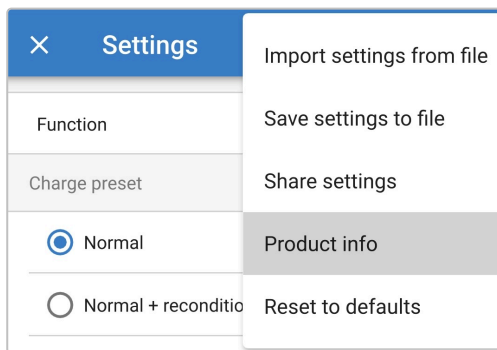 Settings
Import settings from file
Function
Save settings to file
Charge preset
Share settings
Normal
Product info
Normal + reconditio
Reset to defaults